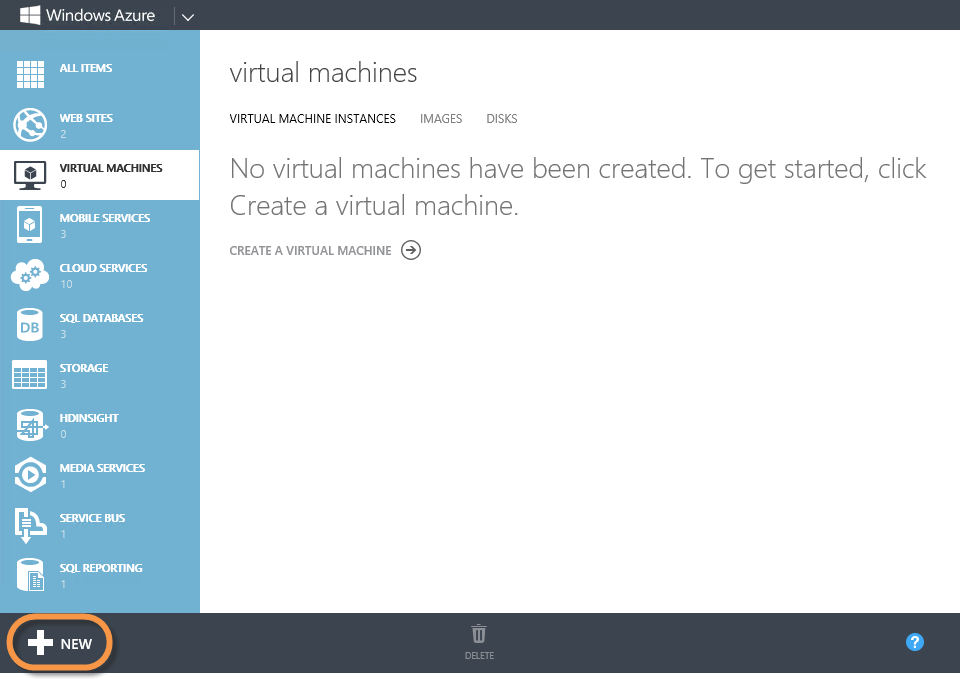 Windows Azure
ALL ITEMS
WEB SITES
2
VIRTUAL MACHINES
0
MOBILE SERVICES
3
CLOUD SERVICES
10
SQL DATABASES
3
DB
STORAGE
3
HDINSIGHT
0
MEDIA SERVICES
1
SERVICE BUS
1
SQL REPORTING
1
virtual machines
VIRTUAL MACHINE INSTANCES IMAGES DISKS
No virtual machines have been created. To get started, click
Create a virtual machine.
CREATE A VIRTUAL MACHINE
NEW
DELETE
?